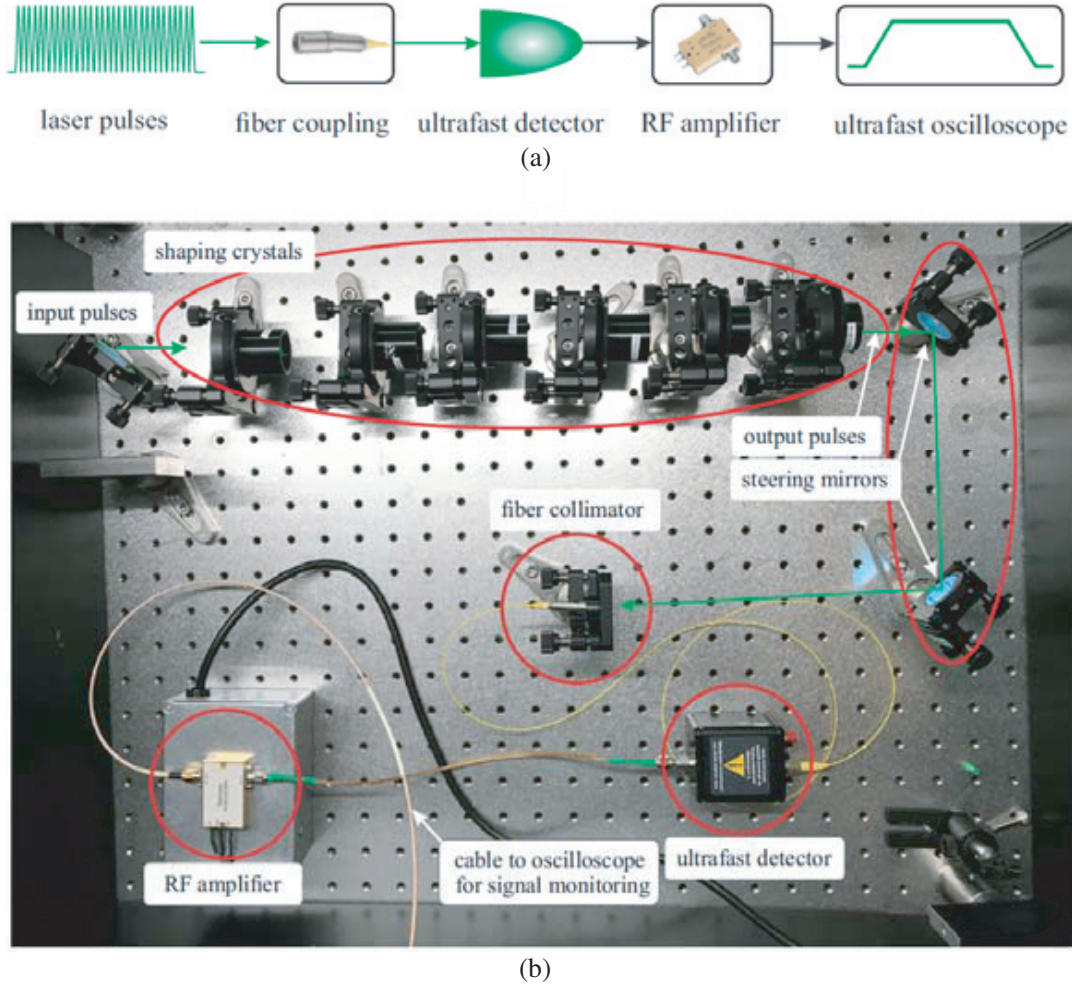 laser pulses
fiber coupling
ultrafast detector
RF amplifier
ultrafast oscilloscope
(a)
shaping crystals
input pulses
output pulses
steering mirrors
fiber collimator
RF amplifier
cable to oscilloscope
for signal monitoring
ultrafast detector
(b)